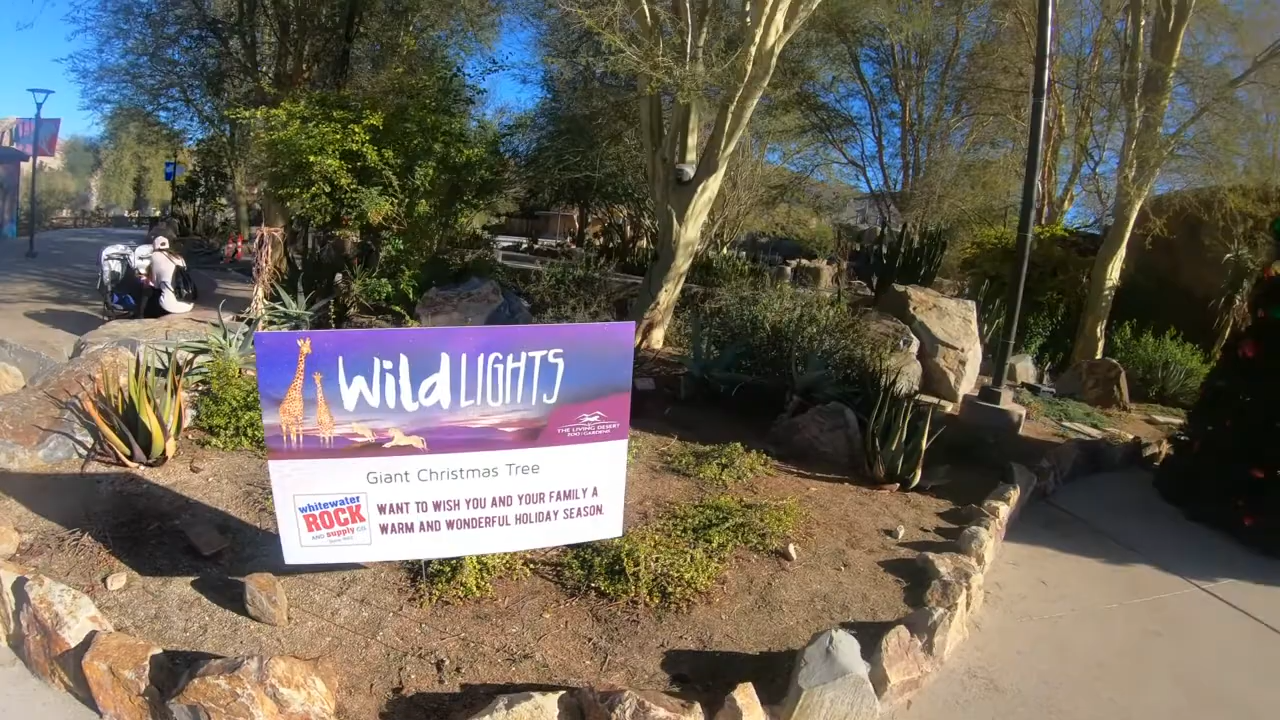 Wild LIGHTS
THE LIVING DESERT
ZOO | GARDENS
Giant Christmas Tree
whitewater
ROCK
AND supply CO.
WANT TO WISH YOU AND YOUR FAMILY A
WARM AND WONDERFUL HOLIDAY SEASON.